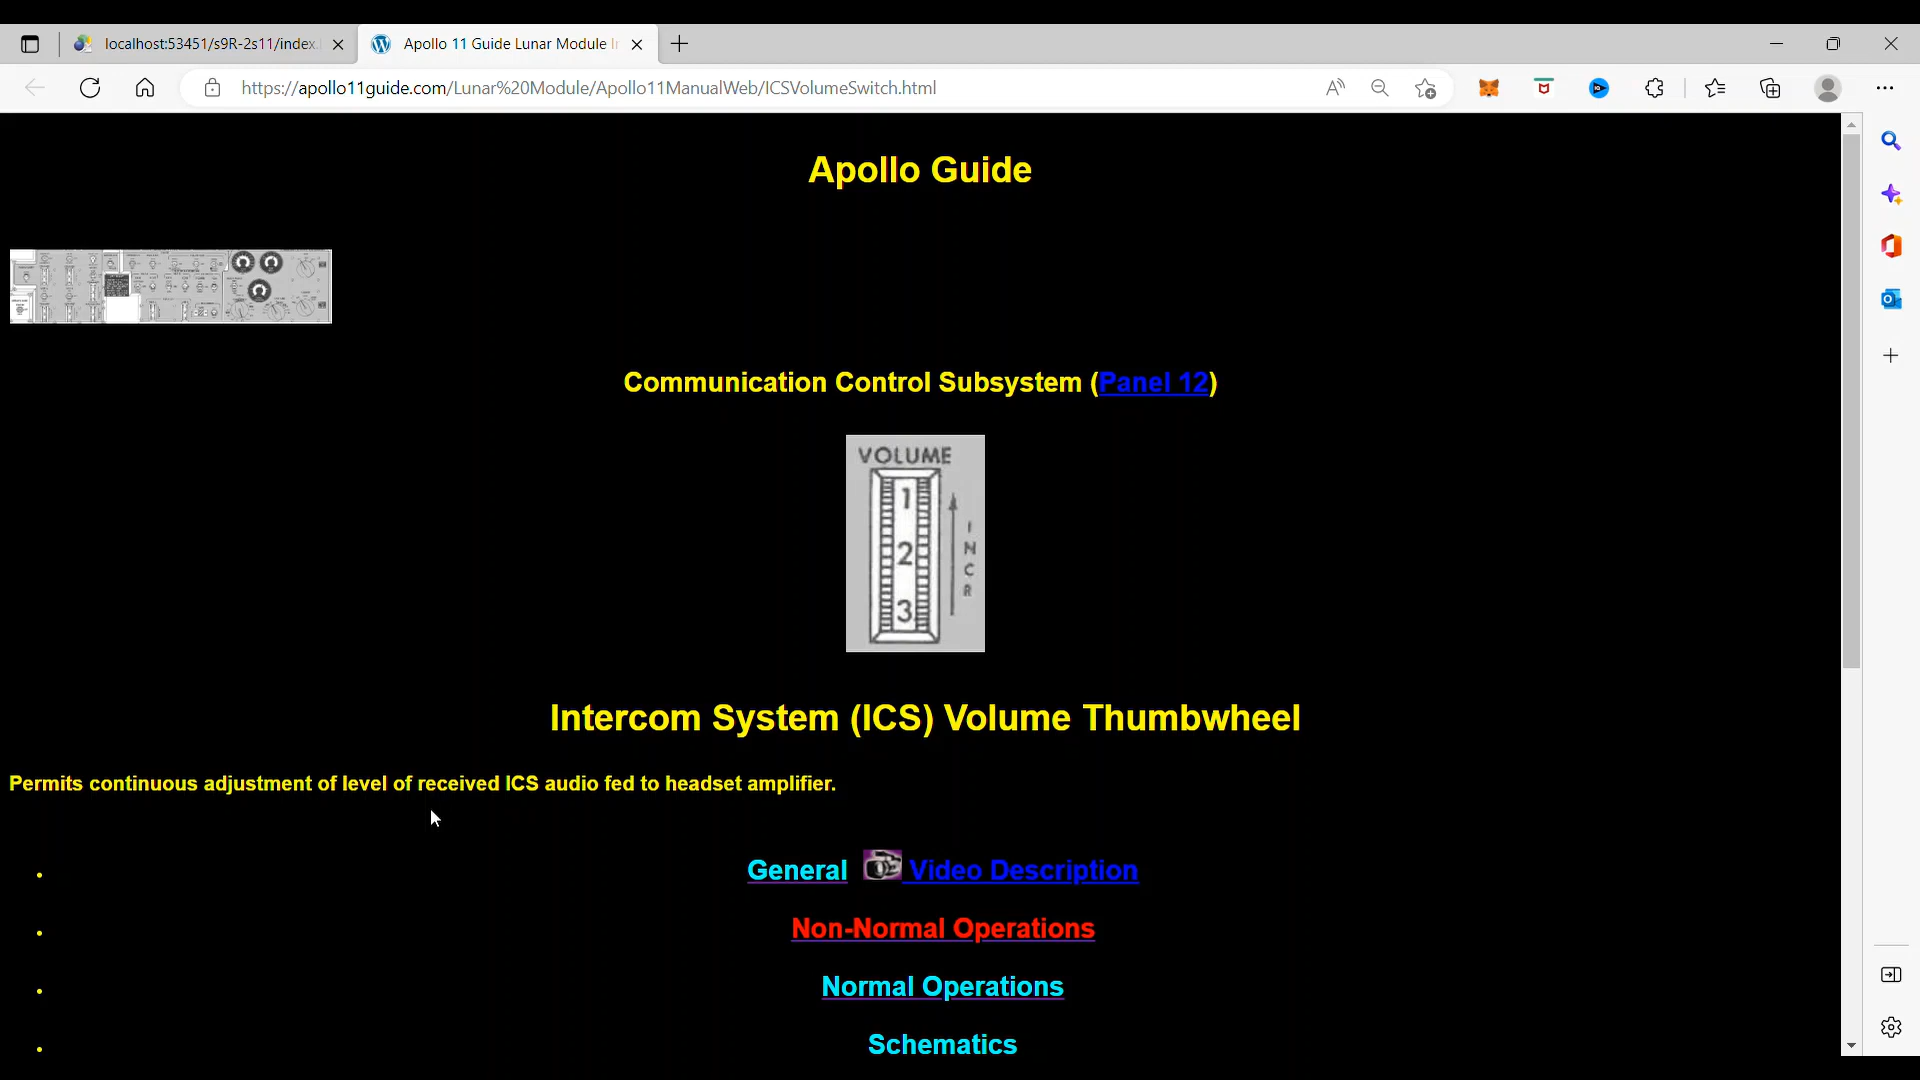 localhost:53451/s9R-2s11/index.
Apollo 11 Guide Lunar Module
https://apollo11guide.com/Lunar%20Module/Apollo11ManualWeb/ICSVolumeSwitch.html
Apollo Guide
Communication Control Subsystem (Panel 12)
VOLUME
1
2
3
INCR
Intercom System (ICS) Volume Thumbwheel
Permits continuous adjustment of level of received ICS audio fed to headset amplifier.
General Video Description
Non-Normal Operations
Normal Operations
Schematics